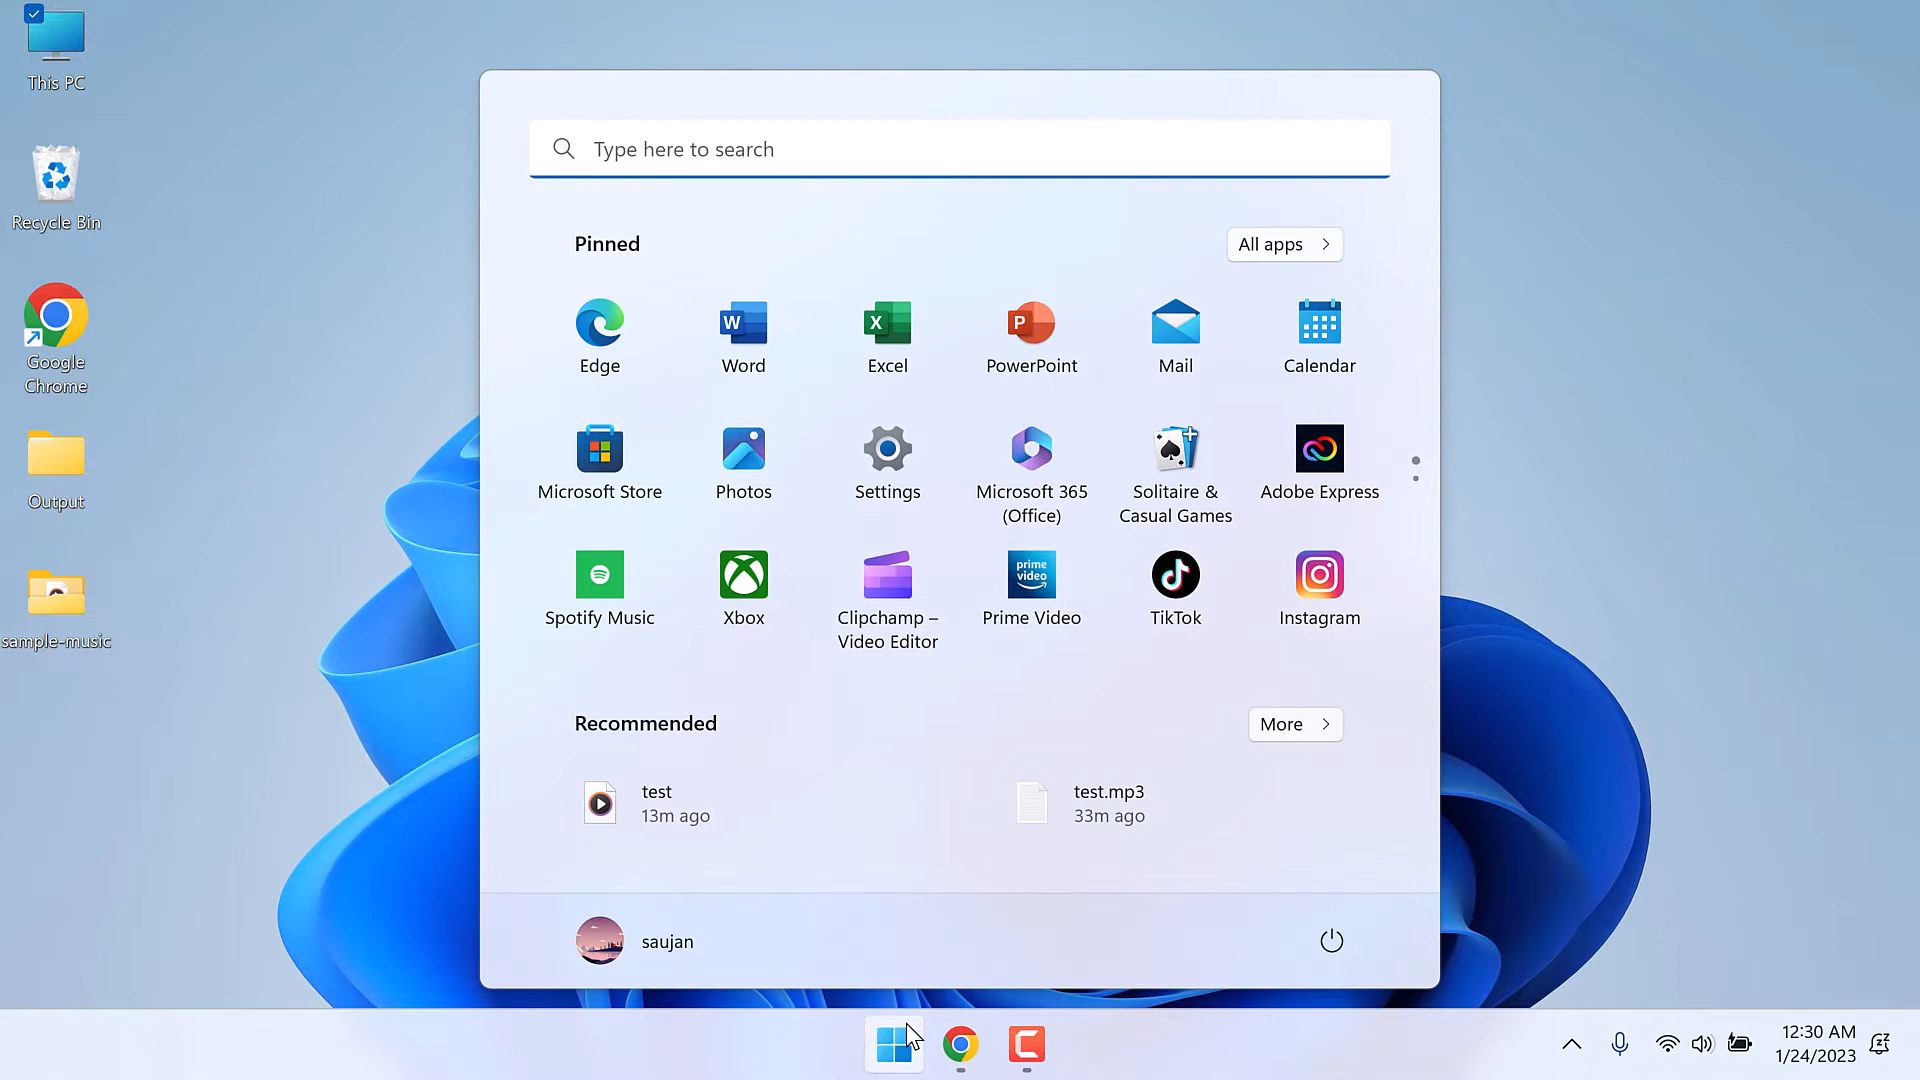 This PC
Recycle Bin
Google
Chrome
Output
sample-music
Type here to search
Pinned
All apps
Edge
Word
Excel
PowerPoint
Mail
Calendar
Microsoft Store
Photos
Settings
Microsoft 365
(Office)
Solitaire &
Casual Games
Adobe Express
Spotify Music
Xbox
Clipchamp –
Video Editor
prime
video
Prime Video
TikTok
Instagram
Recommended
More
test
13m ago
test.mp3
33m ago
saujan
12:30 AM
1/24/2023